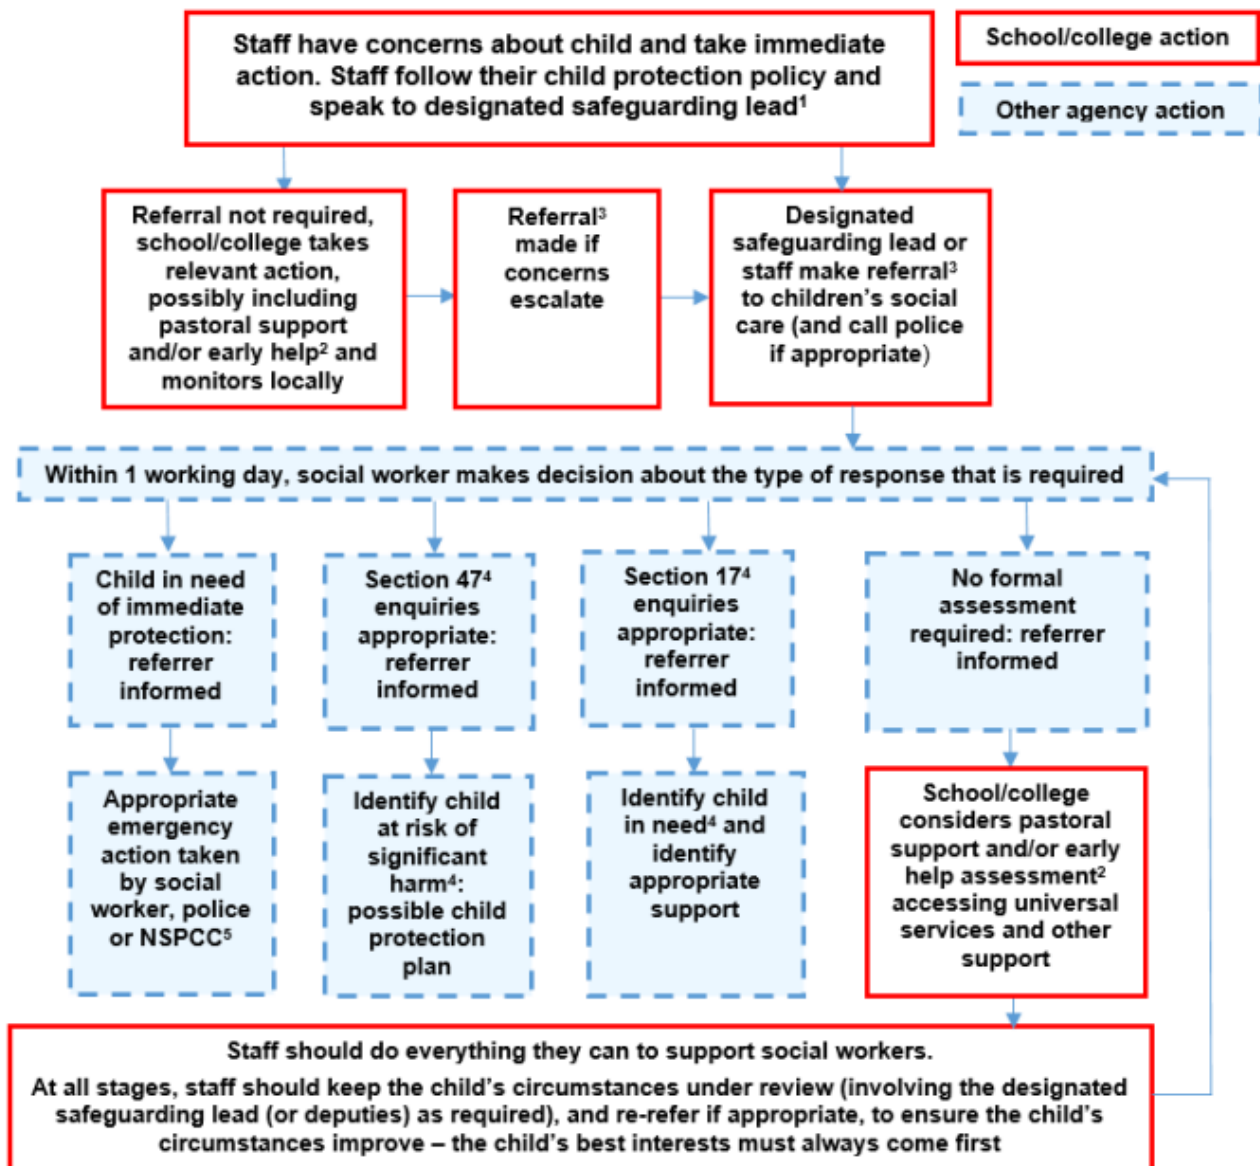 Staff have concerns about child and take immediate
action. Staff follow their child protection policy and
speak to designated safeguarding lead¹
School/college action
Other agency action
Referral not required,
school/college takes
relevant action,
possibly including
pastoral support
and/or early help² and
monitors locally
Referral³
made if
concerns
escalate
Designated
safeguarding lead or
staff make referral³
to children’s social
care (and call police
if appropriate)
Within 1 working day, social worker makes decision about the type of response that is required
Child in need
of immediate
protection:
referrer
informed
Section 47⁴
enquiries
appropriate:
referrer
informed
Section 17⁴
enquiries
appropriate:
referrer
informed
No formal
assessment
required: referrer
informed
Appropriate
emergency
action taken
by social
worker, police
or NSPCC⁵
Identify child
at risk of
significant
harm⁴:
possible child
protection
plan
Identify child
in need⁴ and
identify
appropriate
support
School/college
considers pastoral
support and/or early
help assessment²
accessing universal
services and other
support
Staff should do everything they can to support social workers.
At all stages, staff should keep the child’s circumstances under review (involving the designated
safeguarding lead (or deputies) as required), and re-refer if appropriate, to ensure the child’s
circumstances improve – the child’s best interests must always come first